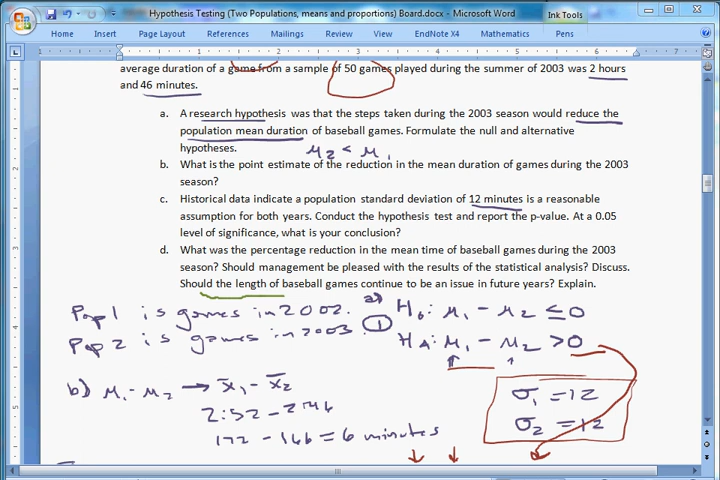 Hypothesis Testing (Two Populations, means and proportions) Board.docx - Microsoft Word
Ink Tools
Home Insert Page Layout References Mailings Review View EndNote X4 Mathematics Pens
average duration of a game from a sample of 50 games played during the summer of 2003 was 2 hours
and 46 minutes.
a. A research hypothesis was that the steps taken during the 2003 season would reduce the
population mean duration of baseball games. Formulate the null and alternative
hypotheses.
μ2 < μ1
b. What is the point estimate of the reduction in the mean duration of games during the 2003
season?
c. Historical data indicate a population standard deviation of 12 minutes is a reasonable
assumption for both years. Conduct the hypothesis test and report the p-value. At a 0.05
level of significance, what is your conclusion?
d. What was the percentage reduction in the mean time of baseball games during the 2003
season? Should management be pleased with the results of the statistical analysis? Discuss.
Should the length of baseball games continue to be an issue in future years? Explain.
Pop 1 is games in 2002.
Pop 2 is games in 2003.
a) H0: μ1 - μ2 ≤ 0
① HA: μ1 - μ2 > 0
b) μ1 - μ2 → x̄1 - x̄2
2:52 - 2:46
172 - 166 = 6 minutes
σ1 = 12
σ2 = 12